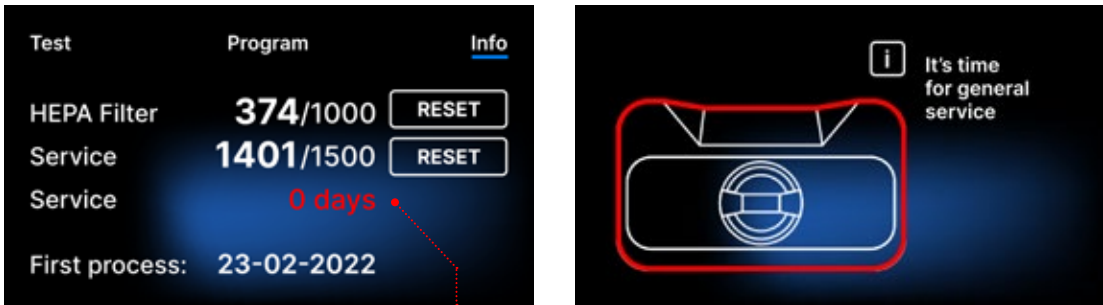 Test Program Info
HEPA Filter 374/1000 RESET
Service 1401/1500 RESET
Service 0 days
First process: 23-02-2022
i It's time
for general
service